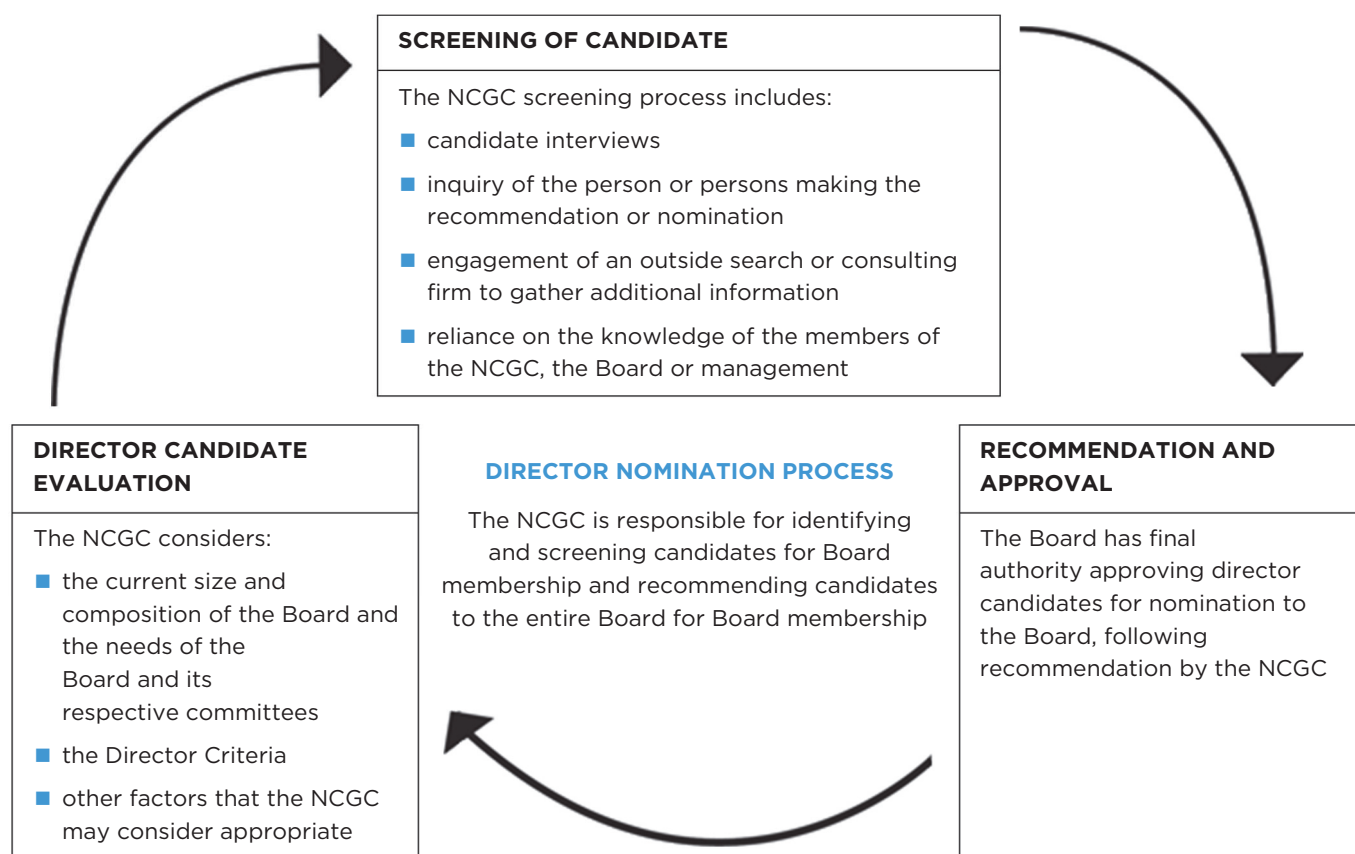 SCREENING OF CANDIDATE
The NCGC screening process includes:
■ candidate interviews
■ inquiry of the person or persons making the
recommendation or nomination
■ engagement of an outside search or consulting
firm to gather additional information
■ reliance on the knowledge of the members of
the NCGC, the Board or management
DIRECTOR CANDIDATE
EVALUATION
The NCGC considers:
■ the current size and
composition of the Board and
the needs of the
Board and its
respective committees
■ the Director Criteria
■ other factors that the NCGC
may consider appropriate
DIRECTOR NOMINATION PROCESS
The NCGC is responsible for identifying
and screening candidates for Board
membership and recommending candidates
to the entire Board for Board membership
RECOMMENDATION AND
APPROVAL
The Board has final
authority approving director
candidates for nomination to
the Board, following
recommendation by the NCGC